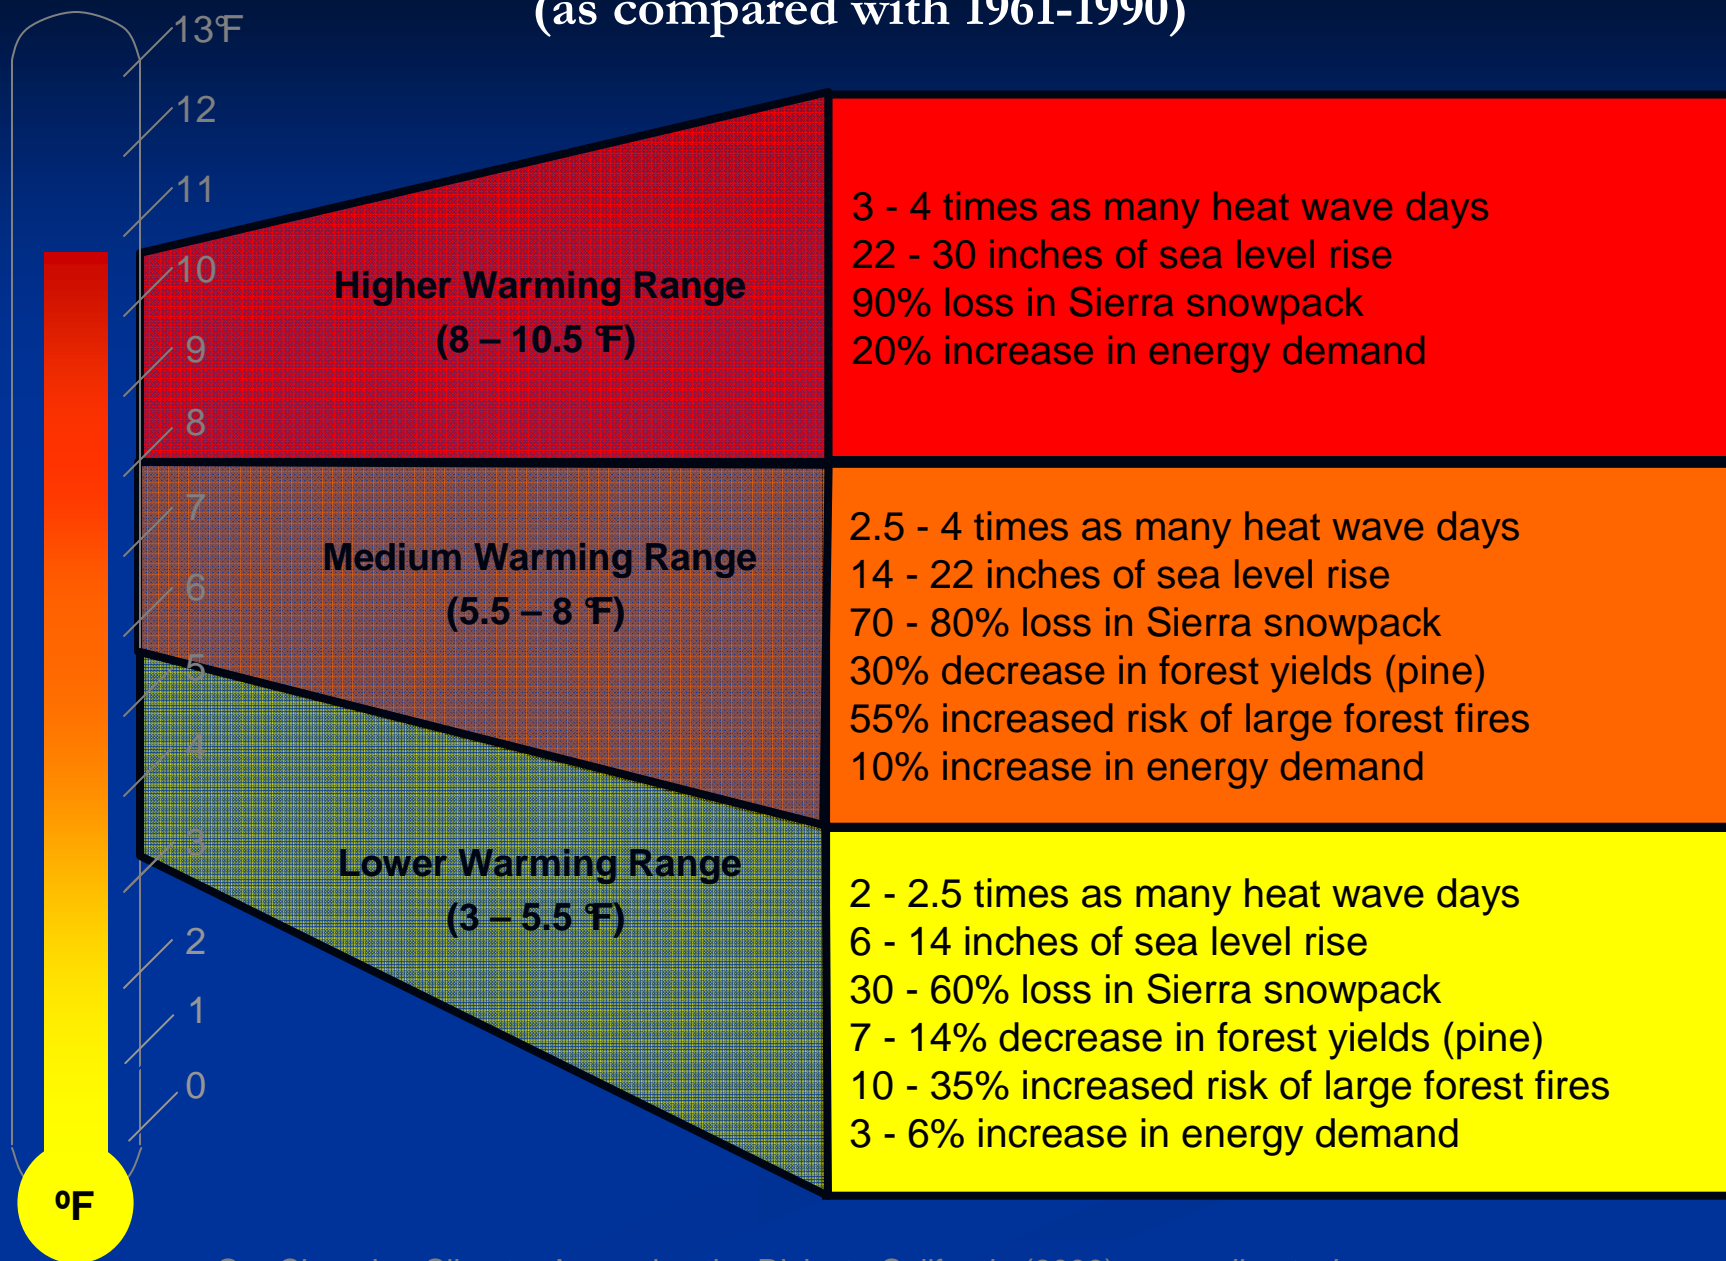 (as compared with 1961-1990)
13°F
12
11
10
9
8
7
6
5
4
3
2
1
0
ºF
Higher Warming Range
(8 – 10.5 °F)
3 - 4 times as many heat wave days
22 - 30 inches of sea level rise
90% loss in Sierra snowpack
20% increase in energy demand
Medium Warming Range
(5.5 – 8 °F)
2.5 - 4 times as many heat wave days
14 - 22 inches of sea level rise
70 - 80% loss in Sierra snowpack
30% decrease in forest yields (pine)
55% increased risk of large forest fires
10% increase in energy demand
Lower Warming Range
(3 – 5.5 °F)
2 - 2.5 times as many heat wave days
6 - 14 inches of sea level rise
30 - 60% loss in Sierra snowpack
7 - 14% decrease in forest yields (pine)
10 - 35% increased risk of large forest fires
3 - 6% increase in energy demand